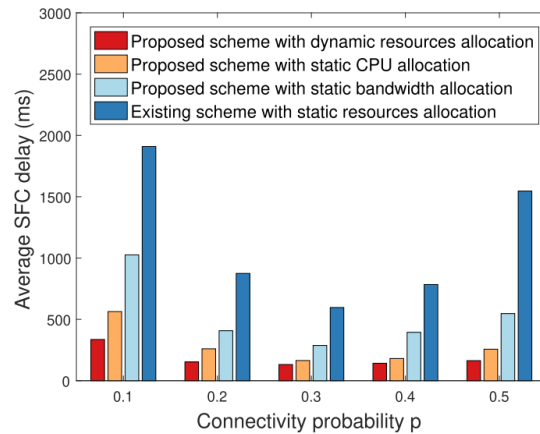 3000
Proposed scheme with dynamic resources allocation
Proposed scheme with static CPU allocation
Proposed scheme with static bandwidth allocation
Existing scheme with static resources allocation
2500
2000
1500
1000
500
0
Average SFC delay (ms)
0.1 0.2 0.3 0.4 0.5
Connectivity probability p